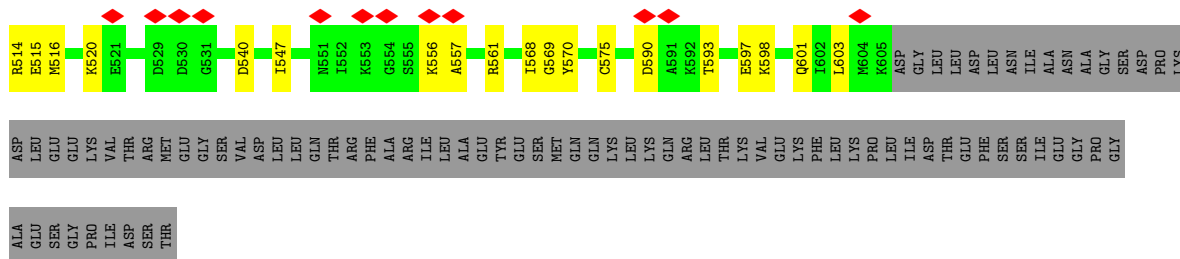 R514 E515 M516 K520 E521 D529 D530 G531 D540 I547 N551 I552 K553 G554 S555 K556 A557 R561 I568 G569 Y570 C575 D590 A591 K592 T593 E597 K598 Q601 I602 L603 M604 K605 ASP GLY LEU LEU ASP LEU ASN ILE ALA ASN ALA GLY SER ASP PRO LYS
ASP LEU GLU GLU LYS VAL THR ARG MET GLU GLY SER VAL ASP LEU LEU GLN THR ARG PHE ALA ARG ILE LEU ALA GLU TYR GLU SER MET GLN GLN LYS LEU LYS GLN ARG LEU THR LYS VAL GLU LYS PHE LEU LYS PRO LEU ILE ASP THR GLU PHE SER SER ILE GLU GLY PRO GLY
ALA GLU SER GLY PRO ILE ASP SER THR